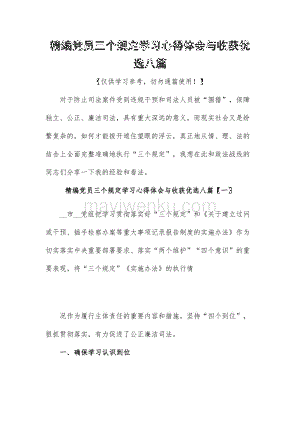 精编党员三个规定学习心得体会与收获优
选八篇
【仅供学习参考，切勿通篇使用！】
对于防止司法案件受到违规干预和司法人员被“围猎”、保障
独立、公正、廉洁司法，具有重大深远的意义。而现实社会又是纷
繁复杂的。如何才能拨开遮住望眼的浮云。真正地从情、理、法的
结合上全面完整准确地执行“三个规定”。我想在此和政法战线的
同志们分享一下我的经验和看法。
精编党员三个规定学习心得体会与收获优选八篇【一】
__市__党组把学习贯彻落实好“三个规定”和《关于建立过问
或干预、插手检察办案等重大事项记录报告制度的实施办法》作为
切实落实中央重要部署要求、落实“两个维护”“四个意识”的重
要表现。将“三个规定”《实施办法》的执行情
况作为履行主体责任的重要内容和措施。坚持“四个到位”，
狠抓贯彻落实，有力促进了公正廉洁司法。
一、确保学习认识到位
mayiwenku.com